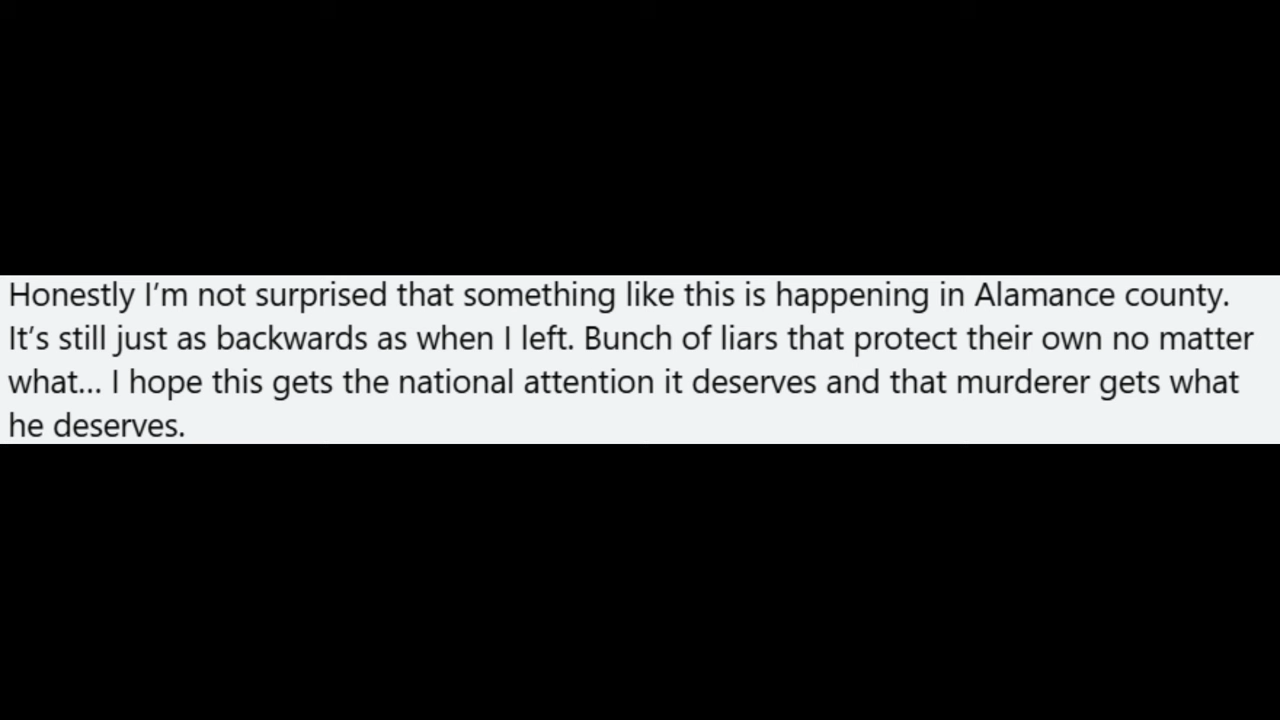 Honestly I’m not surprised that something like this is happening in Alamance county.
It’s still just as backwards as when I left. Bunch of liars that protect their own no matter
what... I hope this gets the national attention it deserves and that murderer gets what
he deserves.